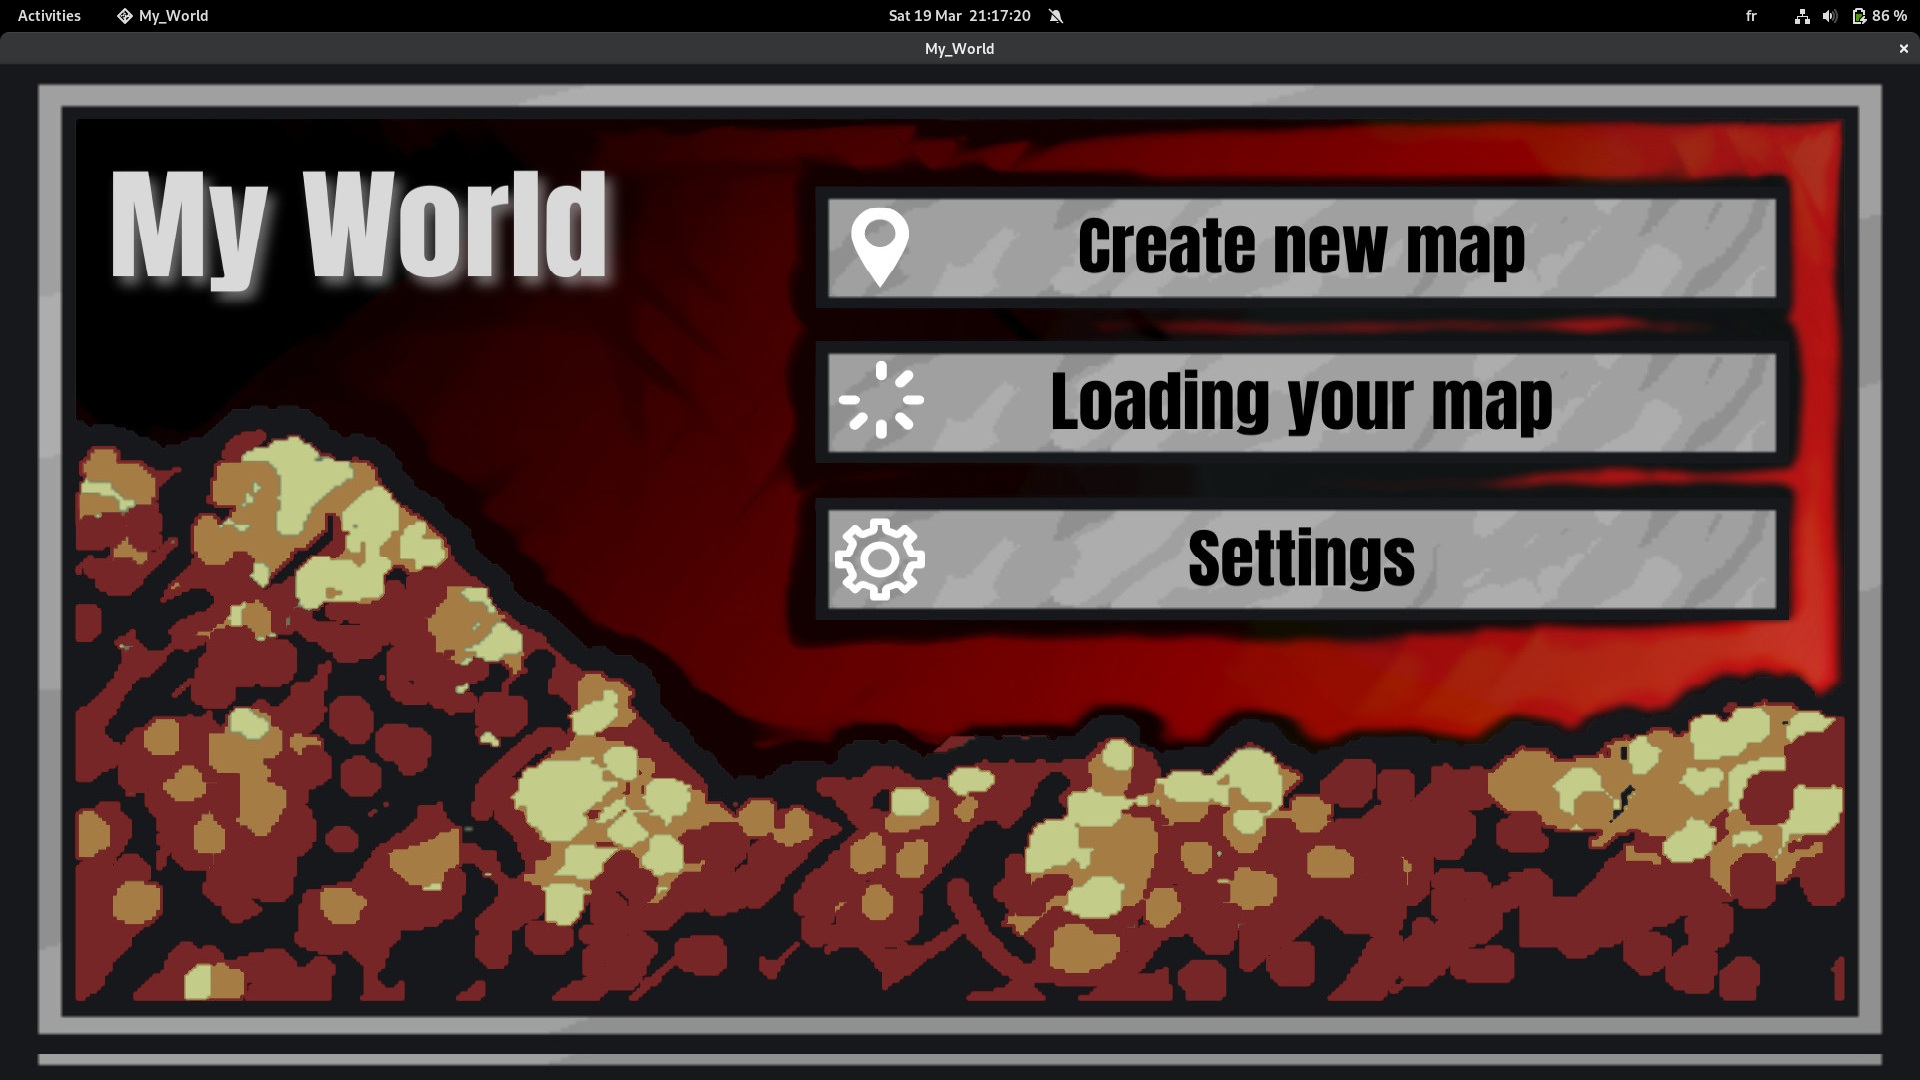 Activities My_World Sat 19 Mar 21:17:20 fr 86 %
My_World
My World
Create new map
Loading your map
Settings